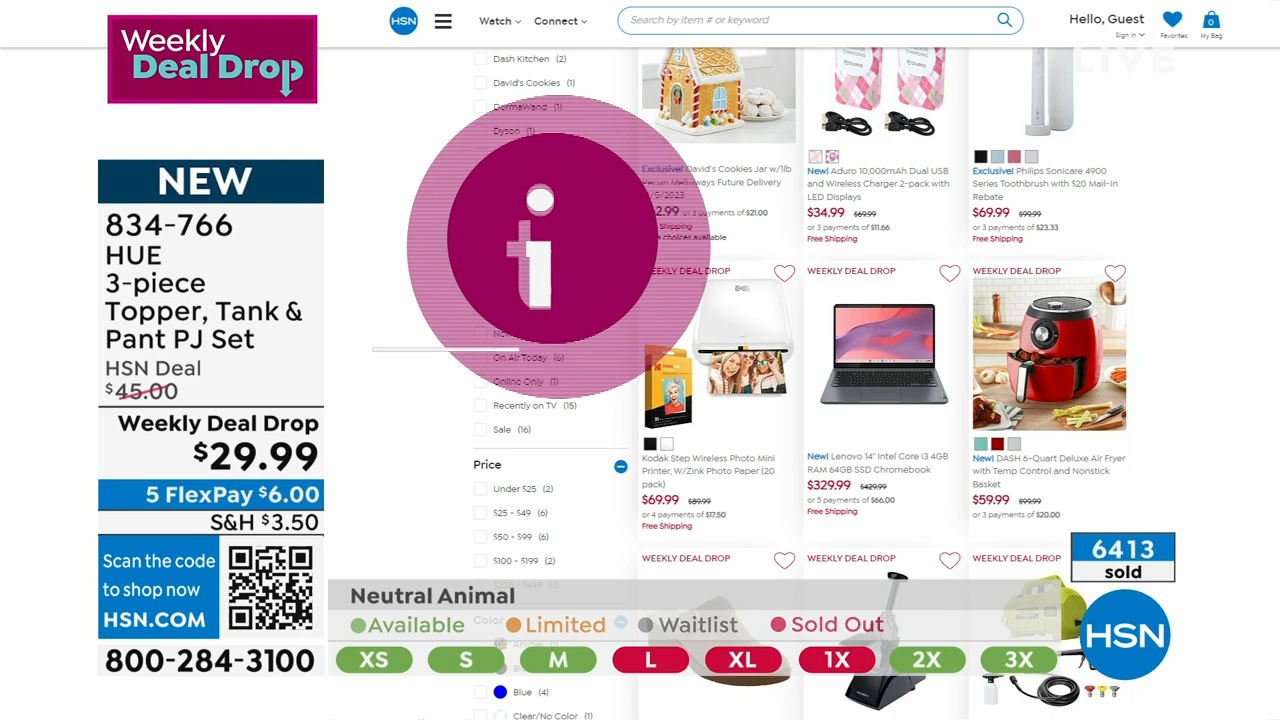 Weekly
Deal Drop
NEW
834-766
HUE
3-piece
Topper, Tank &
Pant PJ Set
HSN Deal
$45.00
Weekly Deal Drop
$29.99
5 FlexPay $6.00
S&H $3.50
Scan the code
to shop now
HSN.COM
800-284-3100
HSN
Watch
Connect
Search by item # or keyword
Hello, Guest
Sign in
Favorites
0
My Bag
LIVE
Dash Kitchen (2)
David's Cookies (1)
DermaWand (1)
Dyson (1)
On Air Today (6)
Online Only (1)
Recently on TV (15)
Sale (16)
Price
Under $25 (2)
$25 - $49 (6)
$50 - $99 (6)
$100 - $199 (2)
Blue (4)
Clear/No Color (1)
i
Exclusive! David's Cookies Jar w/1lb
Meltaways Future Delivery
or 3 payments of $21.00
Shipping
choices available
New! Aduro 10,000mAh Dual USB
and Wireless Charger 2-pack with
LED Displays
$34.99 $69.99
or 3 payments of $11.66
Free Shipping
Exclusive! Philips Sonicare 4900
Series Toothbrush with $20 Mail-In
Rebate
$69.99 $99.99
or 3 payments of $23.33
Free Shipping
WEEKLY DEAL DROP
Kodak Step Wireless Photo Mini
Printer, W/Zink Photo Paper (20
pack)
$69.99 $89.99
or 4 payments of $17.50
Free Shipping
WEEKLY DEAL DROP
New! Lenovo 14" Intel Core i3 4GB
RAM 64GB SSD Chromebook
$329.99 $429.99
or 5 payments of $66.00
Free Shipping
WEEKLY DEAL DROP
New! DASH 6-Quart Deluxe Air Fryer
with Temp Control and Nonstick
Basket
$59.99 $99.99
or 3 payments of $20.00
WEEKLY DEAL DROP
WEEKLY DEAL DROP
WEEKLY DEAL DROP
6413
sold
Neutral Animal
Available
Limited
Waitlist
Sold Out
XS
S
M
L
XL
1X
2X
3X
HSN